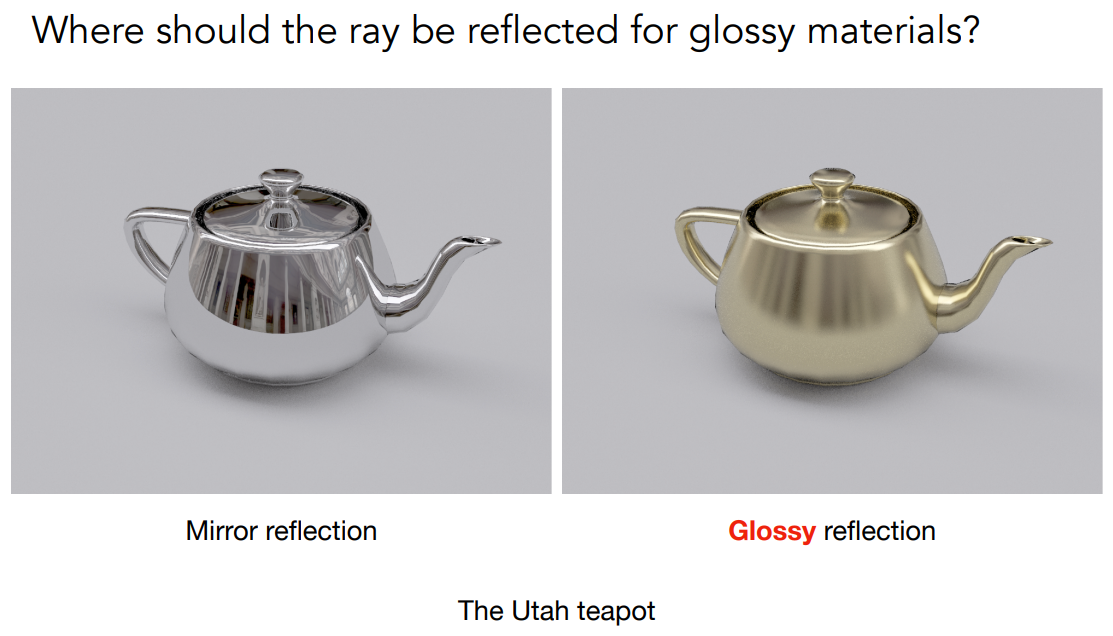 Where should the ray be reflected for glossy materials?
Mirror reflection
Glossy reflection
The Utah teapot